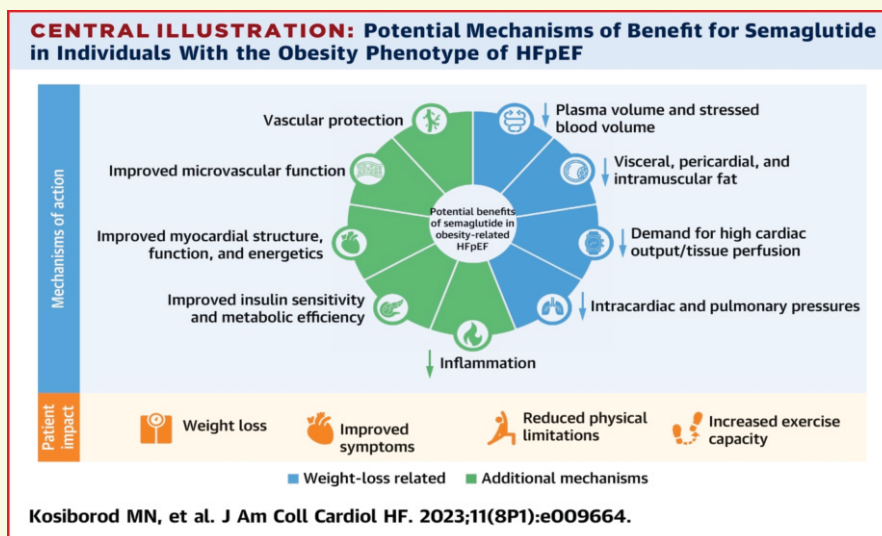 CENTRAL ILLUSTRATION: Potential Mechanisms of Benefit for Semaglutide
in Individuals With the Obesity Phenotype of HFpEF
Mechanisms of action
Vascular protection
Improved microvascular function
Improved myocardial structure,
function, and energetics
Improved insulin sensitivity
and metabolic efficiency
↓ Inflammation
Potential benefits
of semaglutide in
obesity-related
HFpEF
↓ Plasma volume and stressed
blood volume
↓ Visceral, pericardial, and
intramuscular fat
↓ Demand for high cardiac
output/tissue perfusion
↓ Intracardiac and pulmonary pressures
Patient
impact
Weight loss
Improved
symptoms
Reduced physical
limitations
Increased exercise
capacity
Weight-loss related
Additional mechanisms
Kosiborod MN, et al. J Am Coll Cardiol HF. 2023;11(8P1):e009664.